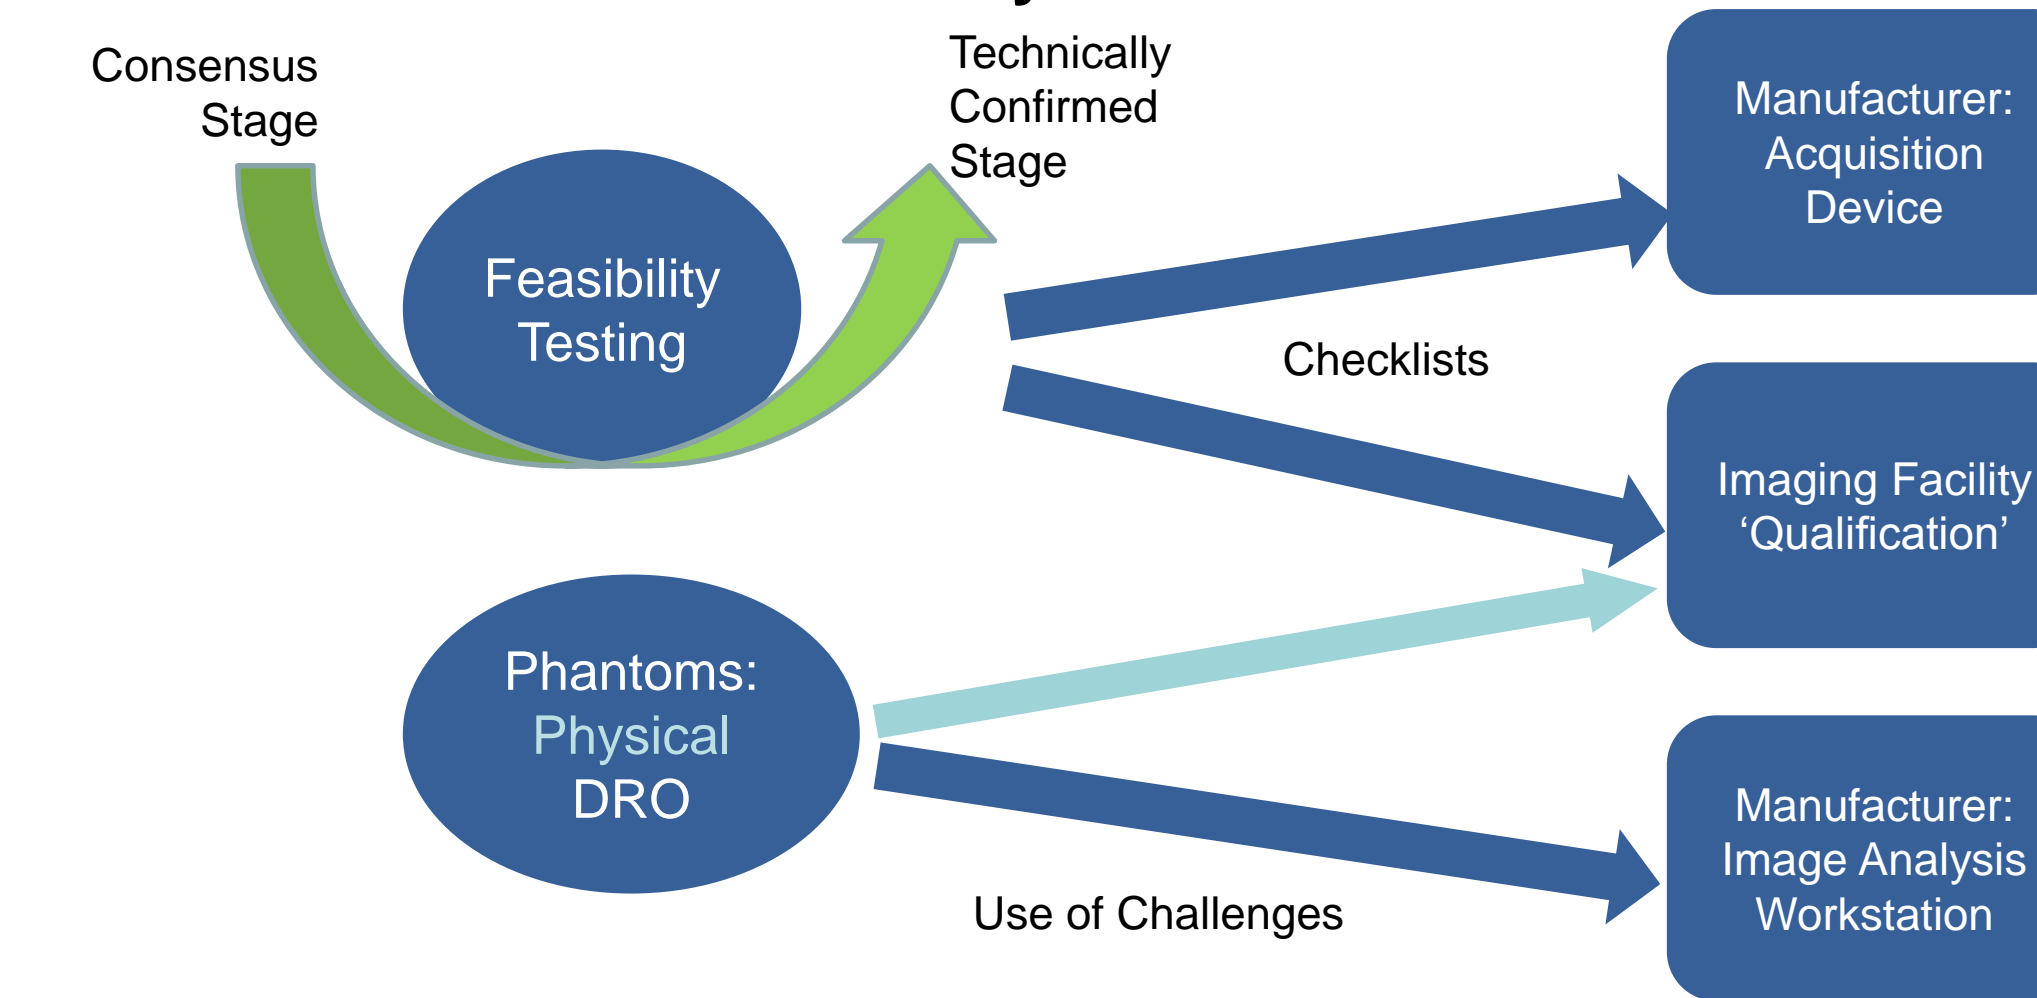 Consensus
Stage
Technically
Confirmed
Stage
Feasibility
Testing
Checklists
Manufacturer:
Acquisition
Device
Imaging Facility
‘Qualification’
Phantoms:
Physical
DRO
Use of Challenges
Manufacturer:
Image Analysis
Workstation